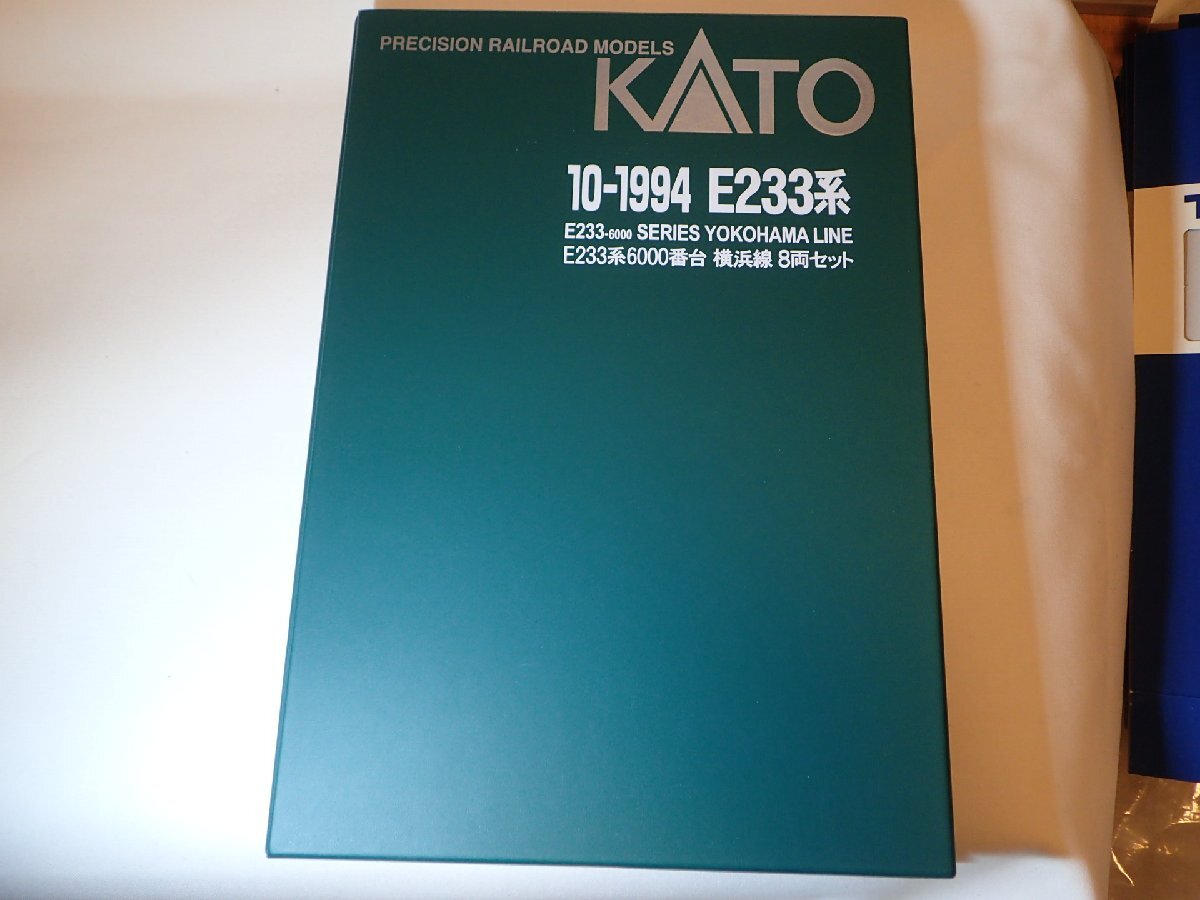 PRECISION RAILROAD MODELS
KATO
10-1994 E233系
E233-6000 SERIES YOKOHAMA LINE
E233系6000番台 横浜線 8両セット